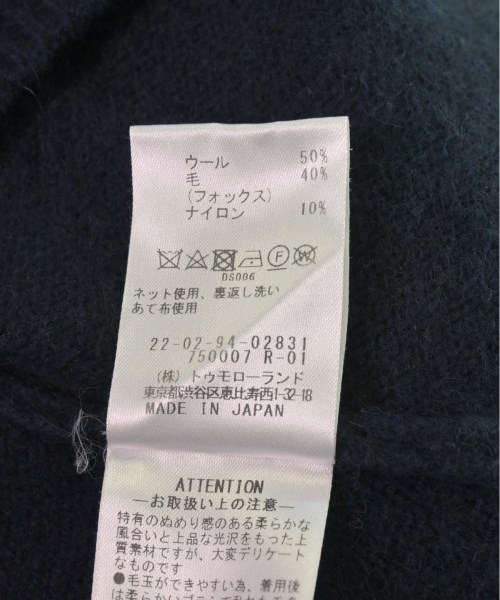 ウール 50%
毛 40%
(フォックス)
ナイロン 10%
F W
DS006
ネット使用、裏返し洗い
あて布使用
22-02-94-02831
750007 R-01
(株) トゥモローランド
東京都渋谷区恵比寿西1-32-18
MADE IN JAPAN
ATTENTION
―お取扱い上の注意―
特有のぬめり感のある柔らかな
風合いと上品な光沢をもった上
質素材ですが、大変デリケート
なものです
●毛玉ができやすい為、着用後
は柔らかい